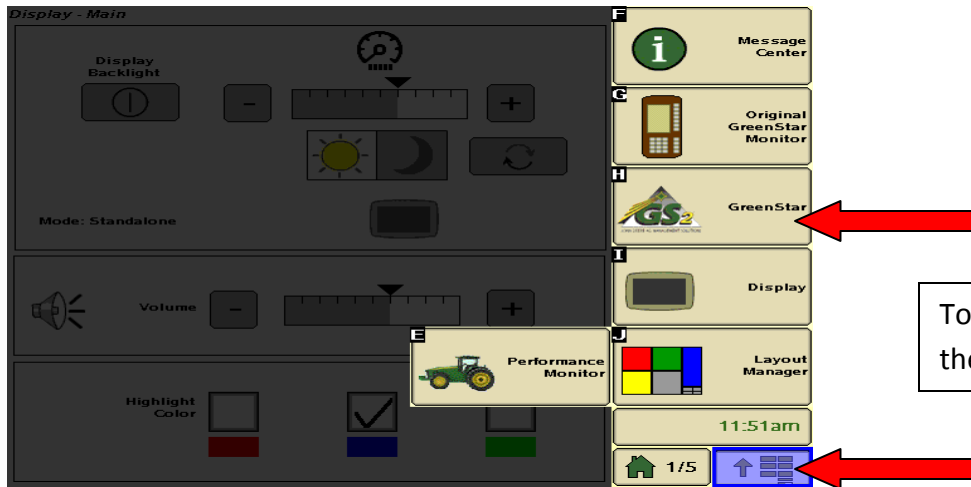 Display - Main
Display
Backlight
-
+
Mode: Standalone
Volume
-
+
Highlight
Color
F
Message
Center
G
Original
GreenStar
Monitor
H
GS2
GreenStar
I
Display
E
Performance
Monitor
J
Layout
Manager
11:51am
1/5
To
the